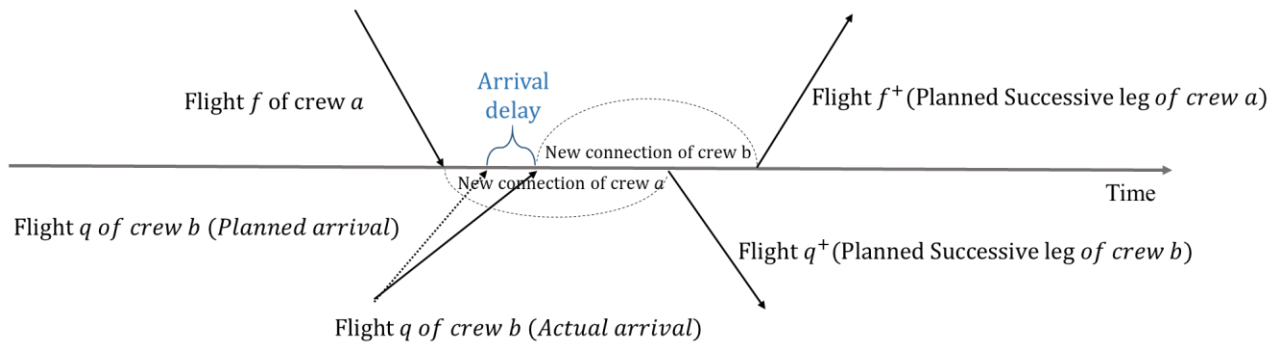 Arrival
delay
Flight f of crew a
Flight f⁺(Planned Successive leg of crew a)
New connection of crew b
New connection of crew a
Time
Flight q of crew b (Planned arrival)
Flight q⁺(Planned Successive leg of crew b)
Flight q of crew b (Actual arrival)